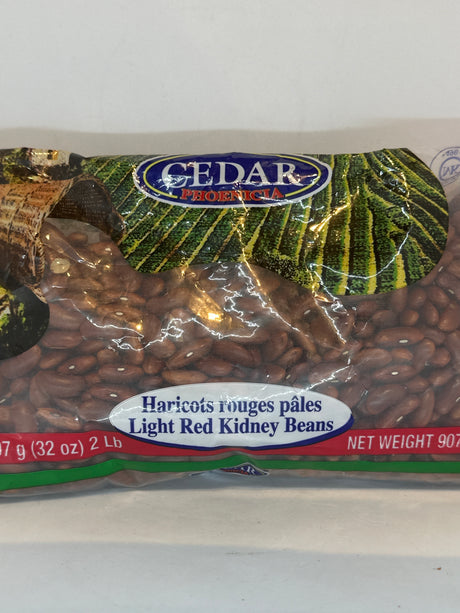 CEDAR
PHOENICIA
Haricots rouges pâles
Light Red Kidney Beans
7 g (32 oz) 2 Lb
NET WEIGHT 907